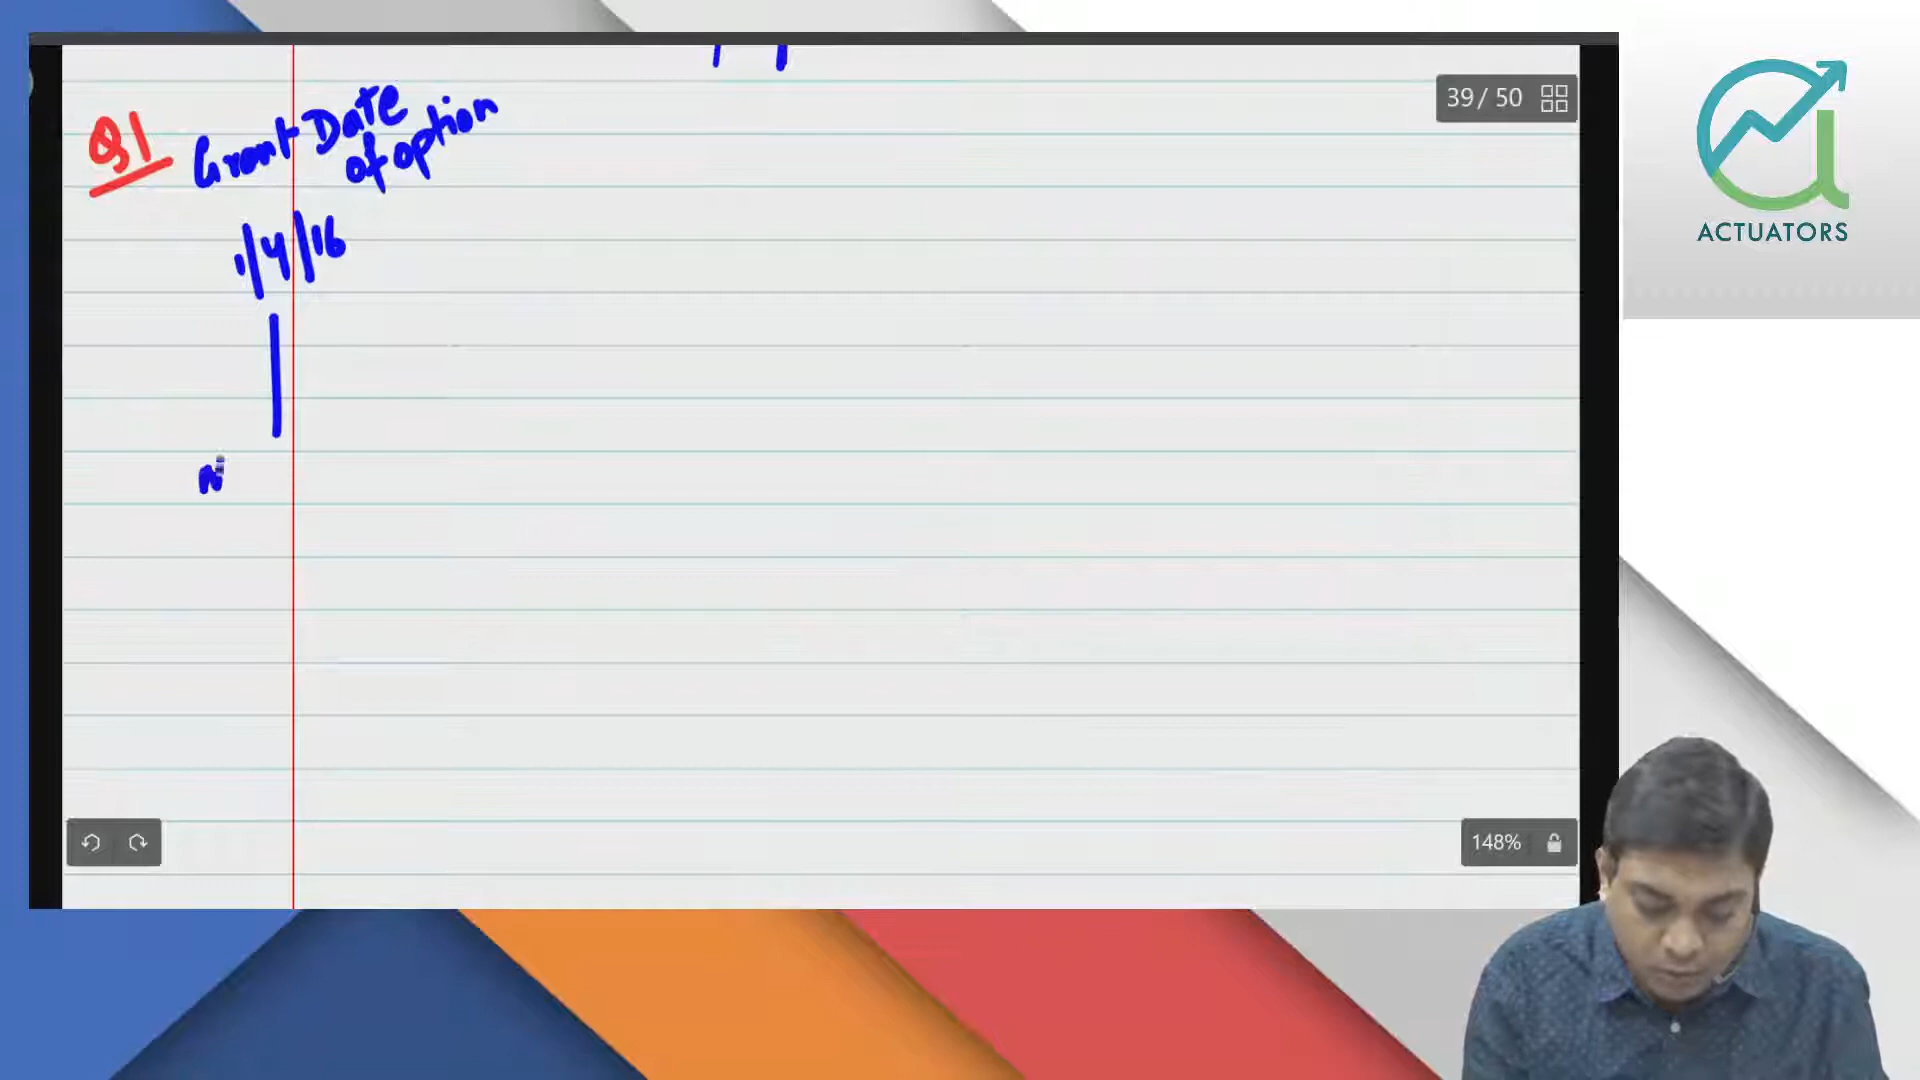 39 / 50
Q1 Grant Date
of option
1/4/16
148%
ACTUATORS